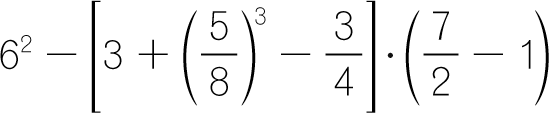 6² − [3 + (5/8)³ − 3/4] · (7/2 − 1)